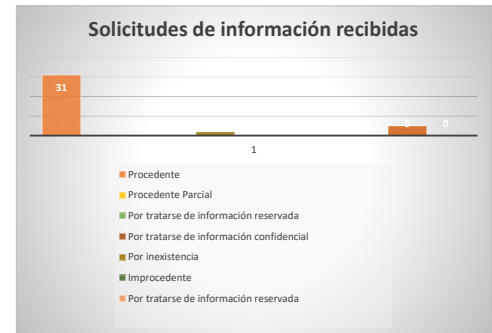 Solicitudes de información recibidas
31
0
1
Procedente
Procedente Parcial
Por tratarse de información reservada
Por tratarse de información confidencial
Por inexistencia
Improcedente
Por tratarse de información reservada